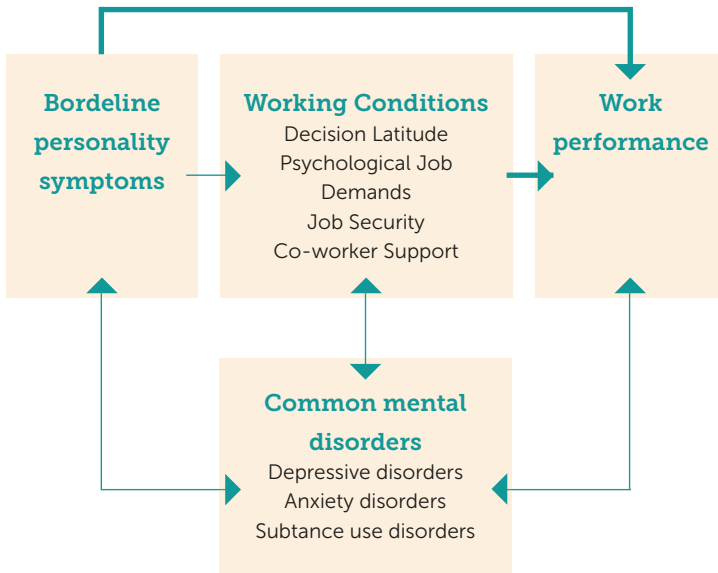 Bordeline
personality
symptoms
Working Conditions
Decision Latitude
Psychological Job
Demands
Job Security
Co-worker Support
Work
performance
Common mental
disorders
Depressive disorders
Anxiety disorders
Subtance use disorders